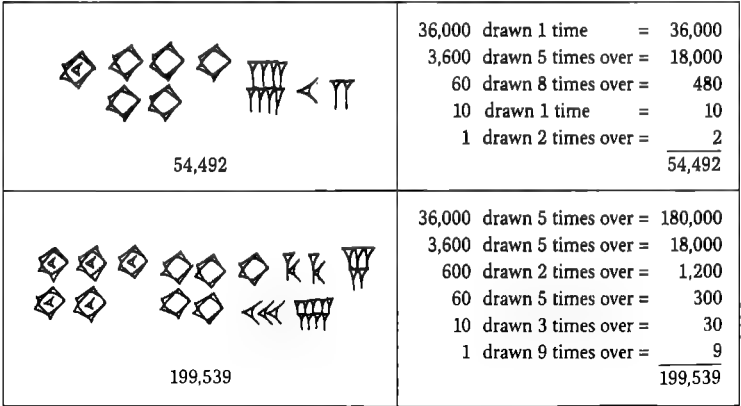 54,492
36,000 drawn 1 time = 36,000
3,600 drawn 5 times over = 18,000
60 drawn 8 times over = 480
10 drawn 1 time = 10
1 drawn 2 times over = 2
54,492
199,539
36,000 drawn 5 times over = 180,000
3,600 drawn 5 times over = 18,000
600 drawn 2 times over = 1,200
60 drawn 5 times over = 300
10 drawn 3 times over = 30
1 drawn 9 times over = 9
199,539